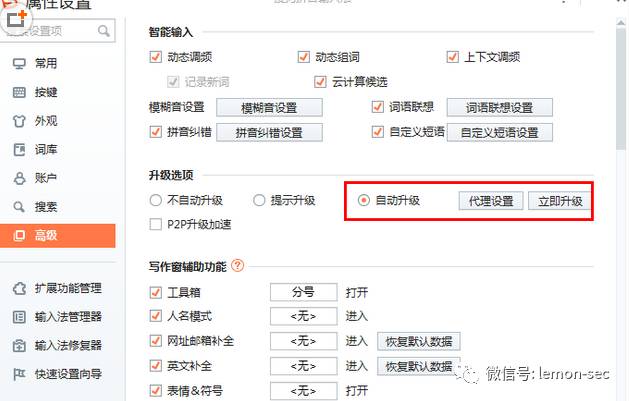 属性设置
设置项
常用
按键
外观
词库
账户
搜索
高级
扩展功能管理
输入法管理器
输入法修复器
快速设置向导
智能输入
动态调频 动态组词 上下文调频
记录新词 云计算候选
模糊音设置 模糊音设置 词语联想 词语联想设置
拼音纠错 拼音纠错设置 自定义短语 自定义短语设置
升级选项
不自动升级 提示升级 自动升级 代理设置 立即升级
P2P升级加速
写作窗辅助功能 ?
工具箱 分号 打开
人名模式 <无> 进入
网址邮箱补全 <无> 进入 恢复默认数据
英文补全 <无> 进入 恢复默认数据
表情&符号 <无> 打开
微信号: lemon-sec